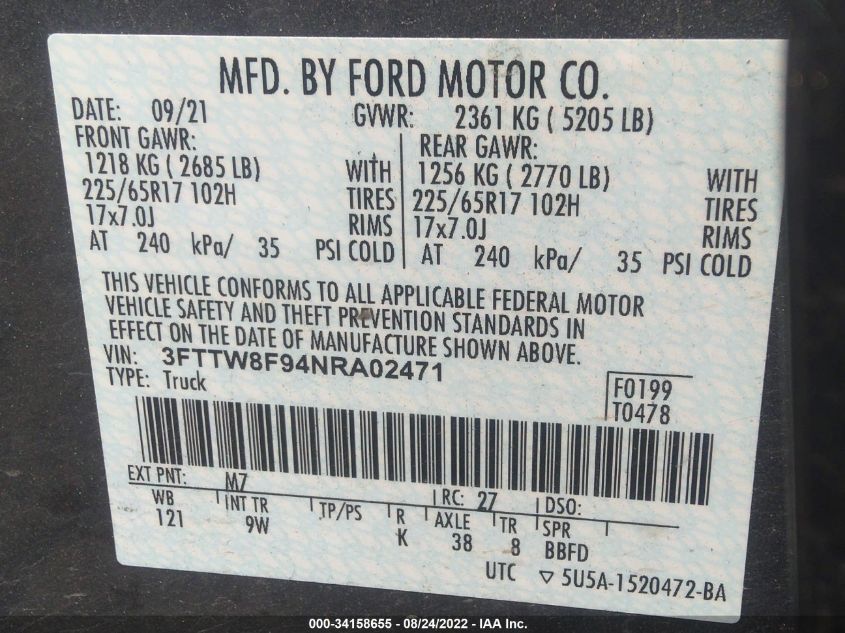 MFD. BY FORD MOTOR CO.
DATE: 09/21 GVWR: 2361 KG ( 5205 LB)
FRONT GAWR: REAR GAWR:
1218 KG ( 2685 LB) WITH 1256 KG ( 2770 LB) WITH
225/65R17 102H TIRES 225/65R17 102H TIRES
17x7.0J RIMS 17x7.0J RIMS
AT 240 kPa/ 35 PSI COLD AT 240 kPa/ 35 PSI COLD
THIS VEHICLE CONFORMS TO ALL APPLICABLE FEDERAL MOTOR
VEHICLE SAFETY AND THEFT PREVENTION STANDARDS IN
EFFECT ON THE DATE OF MANUFACTURE SHOWN ABOVE.
VIN: 3FTTW8F94NRA02471
TYPE: Truck F0199
T0478
EXT PNT: M7 RC: 27 DSO:
WB INT TR TP/PS R AXLE TR SPR
121 9W K 38 8 BBFD
UTC ▽ 5U5A-1520472-BA
000-34158655 - 08/24/2022 - IAA Inc.